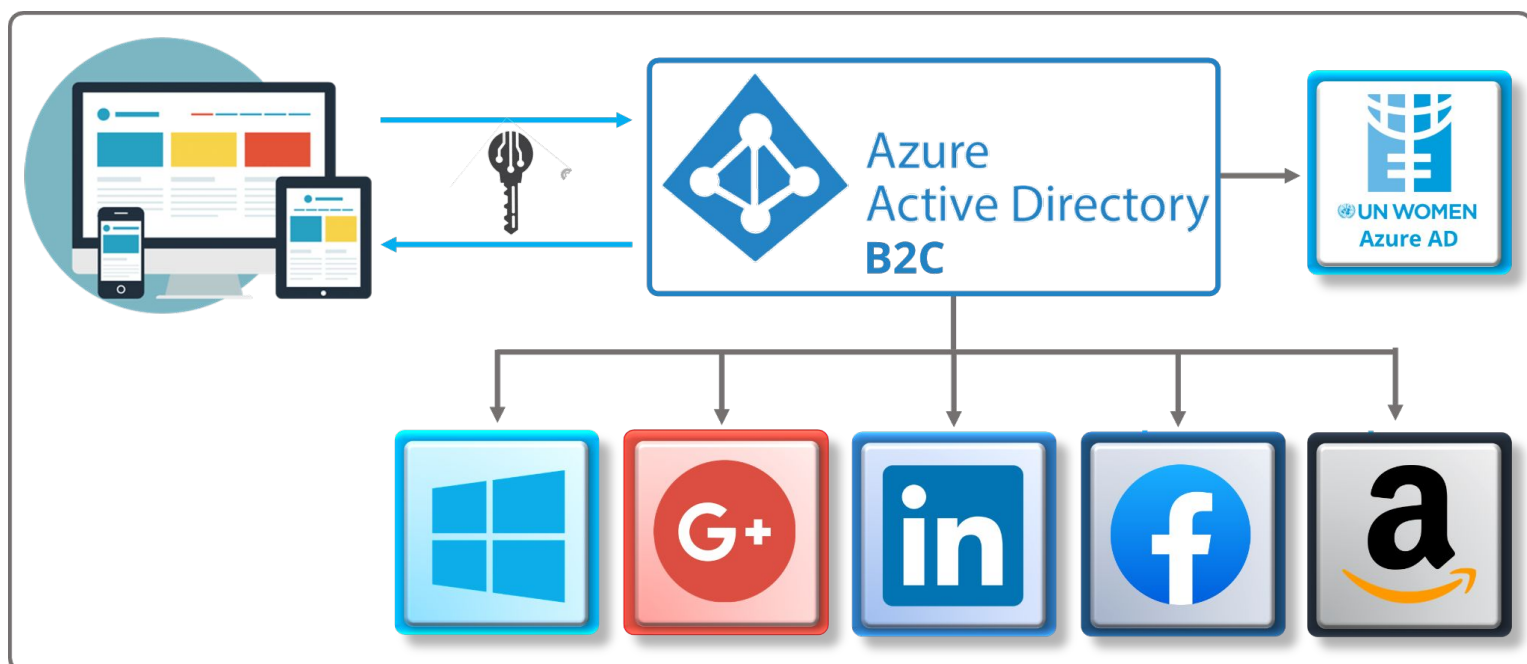 Azure
Active Directory
B2C
UN WOMEN
Azure AD
G+
in
f
a